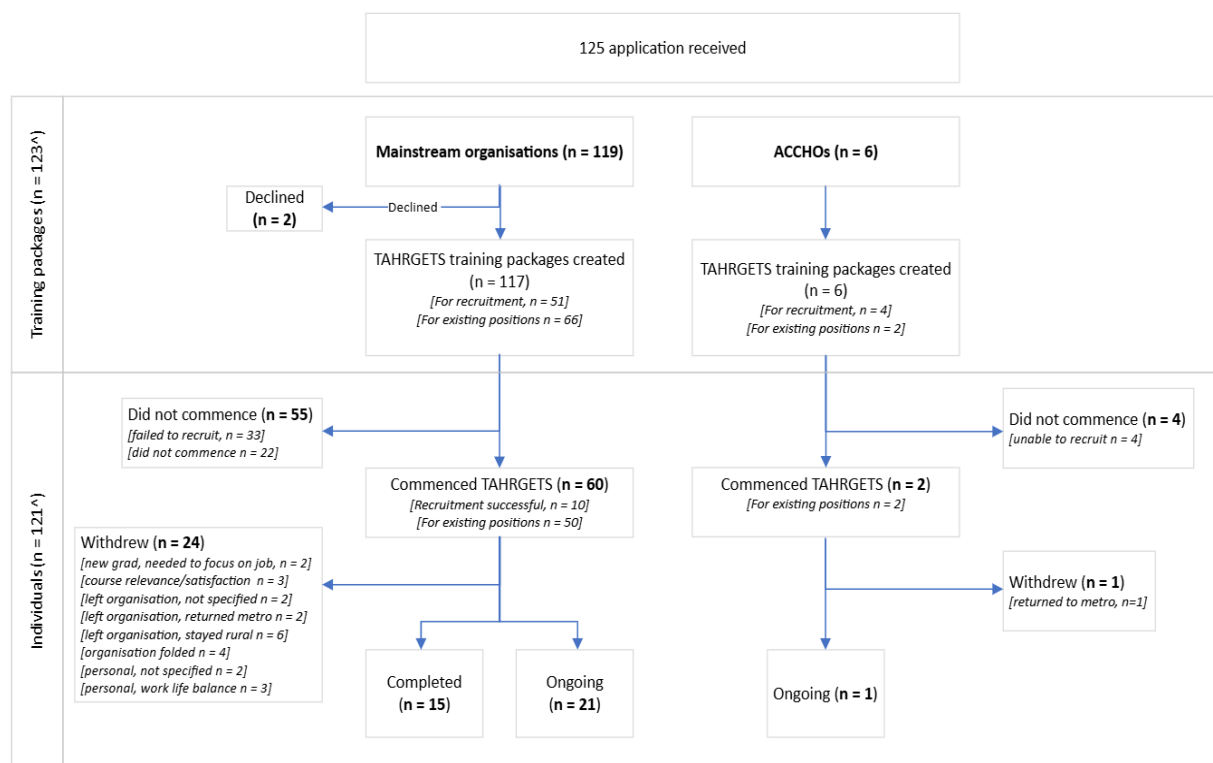 125 application received
Training packages (n = 123^)
Mainstream organisations (n = 119)
ACCHOs (n = 6)
Declined
(n = 2)
Declined
TAHRGETS training packages created
(n = 117)
[For recruitment, n = 51]
[For existing positions n = 66]
TAHRGETS training packages created
(n = 6)
[For recruitment, n = 4]
[For existing positions n = 2]
Individuals (n = 121^)
Did not commence (n = 55)
[failed to recruit, n = 33]
[did not commence n = 22]
Did not commence (n = 4)
[unable to recruit n = 4]
Commenced TAHRGETS (n = 60)
[Recruitment successful, n = 10]
[For existing positions n = 50]
Commenced TAHRGETS (n = 2)
[For existing positions n = 2]
Withdrew (n = 24)
[new grad, needed to focus on job, n = 2]
[course relevance/satisfaction n = 3]
[left organisation, not specified n = 2]
[left organisation, returned metro n = 2]
[left organisation, stayed rural n = 6]
[organisation folded n = 4]
[personal, not specified n = 2]
[personal, work life balance n = 3]
Withdrew (n = 1)
[returned to metro, n=1]
Completed
(n = 15)
Ongoing
(n = 21)
Ongoing (n = 1)